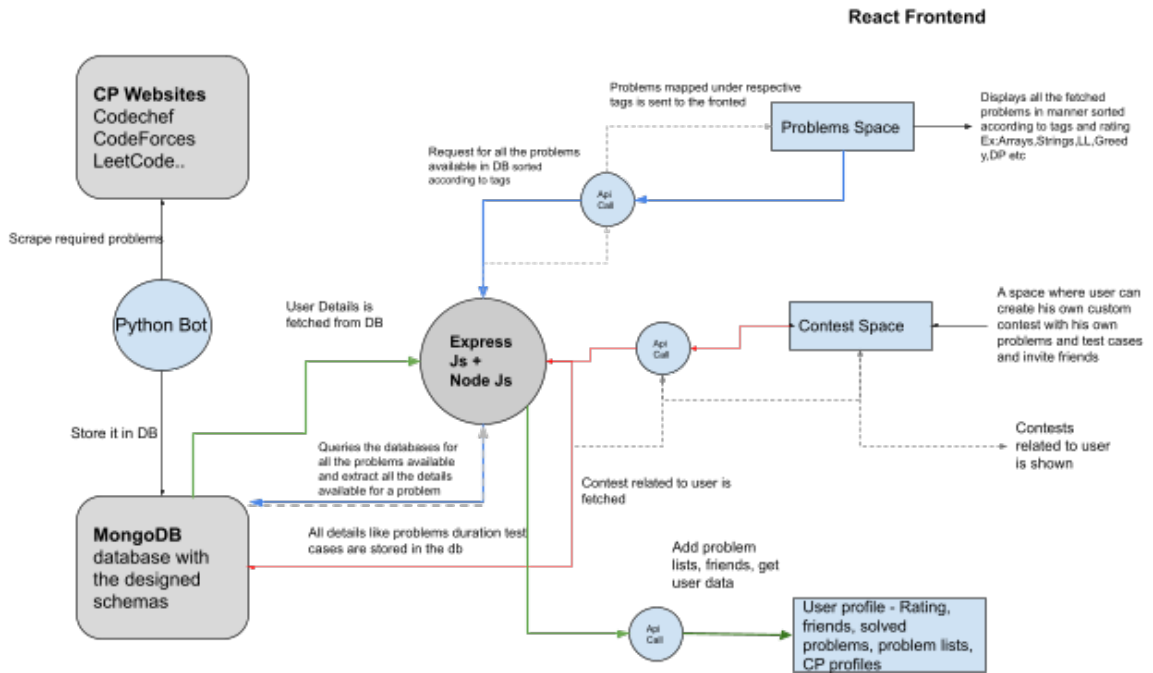 React Frontend
CP Websites
Codechef
CodeForces
LeetCode..
Problems mapped under respective
tags is sent to the fronted
Problems Space
Displays all the fetched
problems in manner sorted
according to tags and rating
Ex:Arrays,Strings,LL,Greed
y,DP etc
Request for all the problems
available in DB sorted
according to tags
Api
Call
Scrape required problems
Python Bot
User Details is
fetched from DB
Express
Js +
Node Js
Api
Call
Contest Space
A space where user can
create his own custom
contest with his own
problems and test cases
and invite friends
Store it in DB
Queries the databases for
all the problems available
and extract all the details
available for a problem
Contests
related to user
is shown
Contest related to user is
fetched
MongoDB
database with
the designed
schemas
All details like problems duration test
cases are stored in the db
Add problem
lists, friends, get
user data
Api
Call
User profile - Rating,
friends, solved
problems, problem lists,
CP profiles